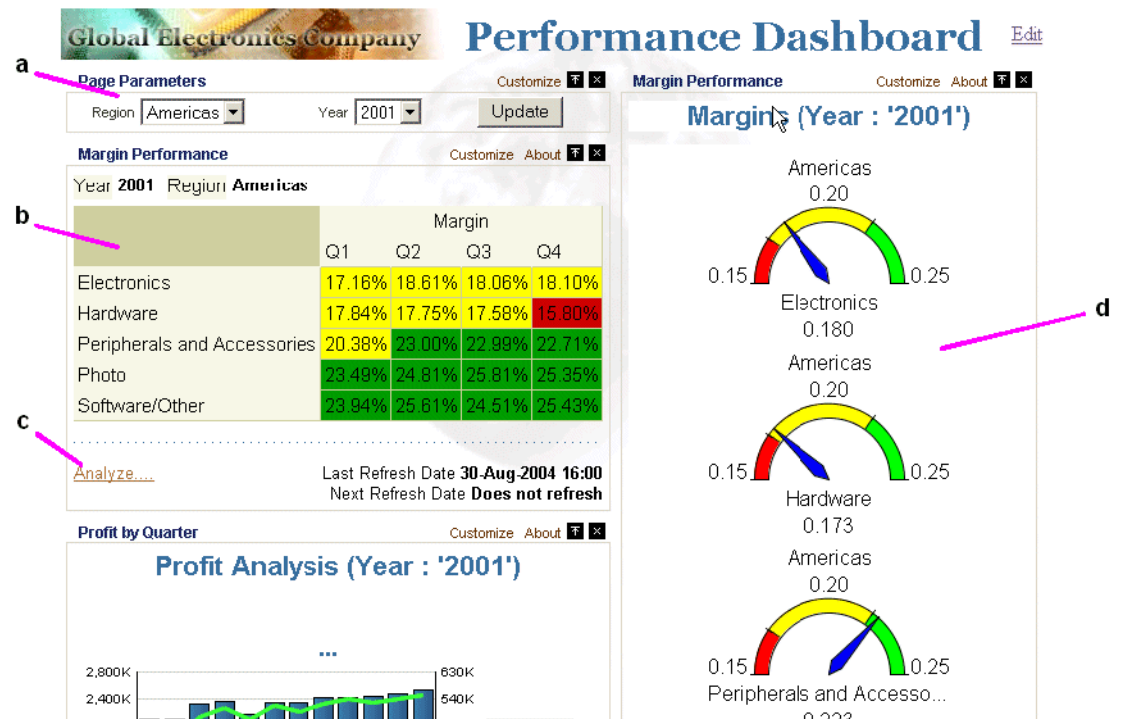 Global Electronics Company
Performance Dashboard
Edit
a
Page Parameters
Customize
Region Americas
Year 2001
Update
Margin Performance
Customize About
Year 2001 Region Americas
b
Margin
Q1 Q2 Q3 Q4
Electronics 17.16% 18.61% 18.06% 18.10%
Hardware 17.84% 17.75% 17.58% 15.80%
Peripherals and Accessories 20.38% 23.00% 22.99% 22.71%
Photo 23.49% 24.81% 25.81% 25.35%
Software/Other 23.94% 25.61% 24.51% 25.43%
c
Analyze....
Last Refresh Date 30-Aug-2004 16:00
Next Refresh Date Does not refresh
Profit by Quarter
Customize About
Profit Analysis (Year : '2001')
...
2,800K
630K
2,400K
540K
Margin Performance
Customize About
Margins (Year : '2001')
Americas
0.20
0.15
0.25
Electronics
0.180
d
Americas
0.20
0.15
0.25
Hardware
0.173
Americas
0.20
0.15
0.25
Peripherals and Accesso...